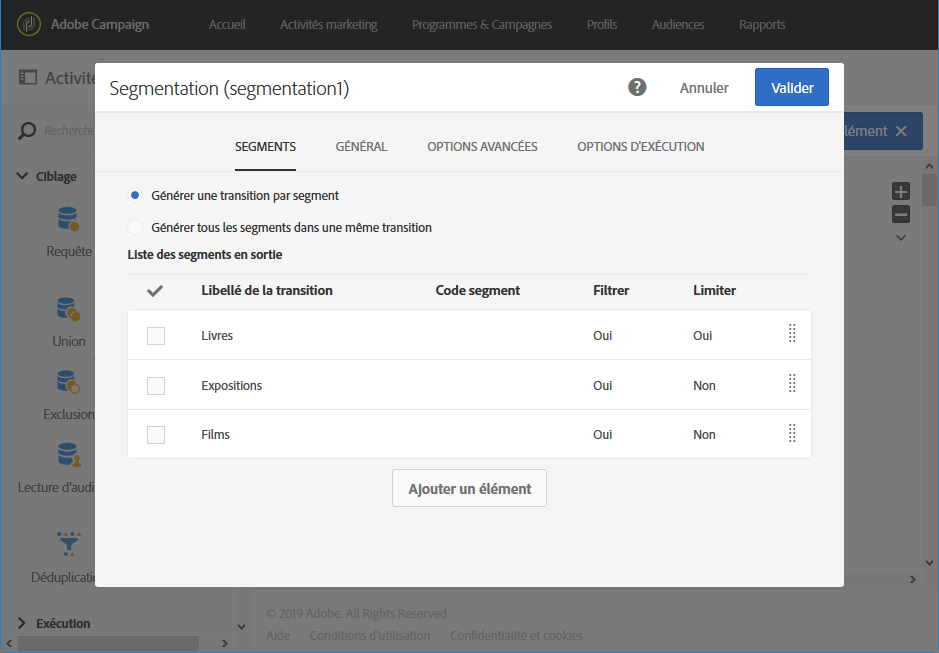 Adobe Campaign Accueil Activités marketing Programmes & Campagnes Profils Audiences Rapports
Activité
Segmentation (segmentation1) ? Annuler Valider
Recherche
élément
SEGMENTS GÉNÉRAL OPTIONS AVANCÉES OPTIONS D'EXÉCUTION
Ciblage
Générer une transition par segment
Générer tous les segments dans une même transition
Requête
Liste des segments en sortie
Libellé de la transition Code segment Filtrer Limiter
Livres Oui Oui
Union
Expositions Oui Non
Exclusion
Films Oui Non
Lecture d'audi
Ajouter un élément
Déduplicatio
© 2019 Adobe. All Rights Reserved.
Exécution
Aide Conditions d'utilisation Confidentialité et cookies